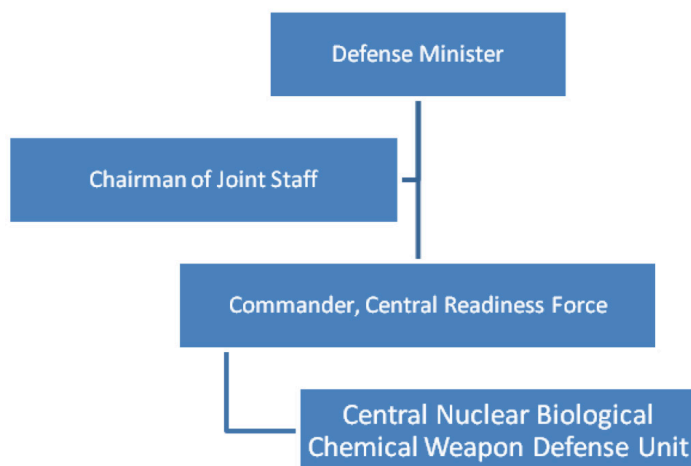 Defense Minister
Chairman of Joint Staff
Commander, Central Readiness Force
Central Nuclear Biological
Chemical Weapon Defense Unit